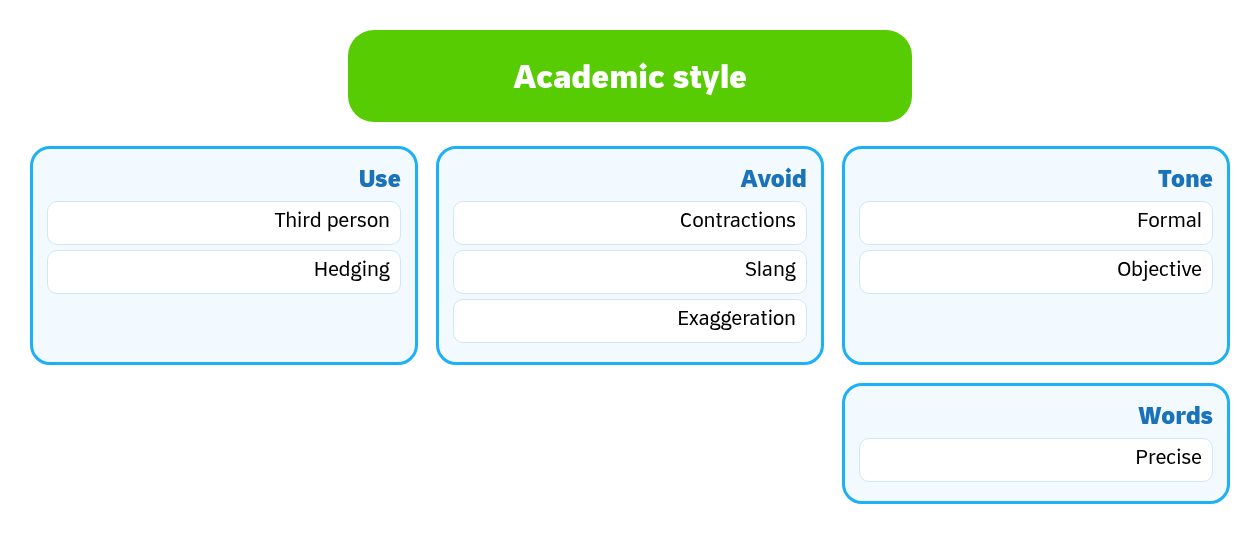 Academic style
Tone
Formal
Objective
Avoid
Contractions
Slang
Exaggeration
Use
Third person
Hedging
Words
Precise